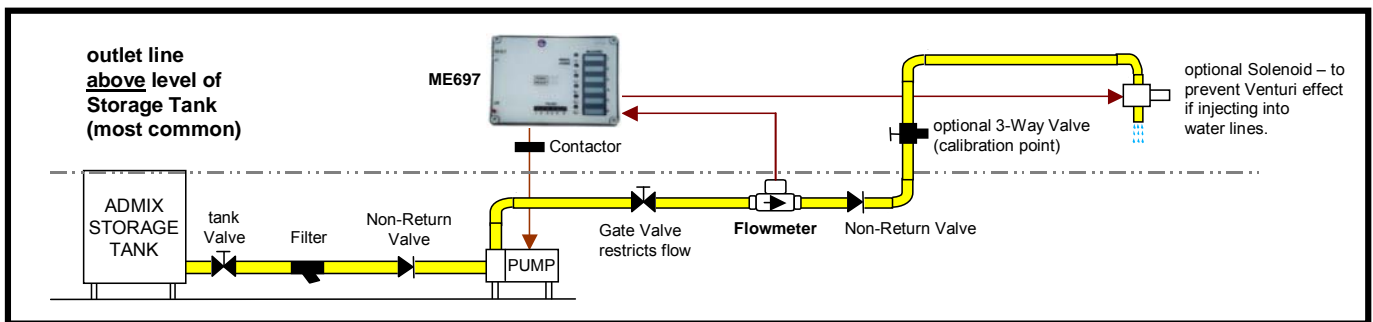 outlet line
above level of
Storage Tank
(most common)
ME697
Contactor
optional Solenoid – to
prevent Venturi effect
if injecting into
water lines.
optional 3-Way Valve
(calibration point)
ADMIX
STORAGE
TANK
tank
Valve
Filter
Non-Return
Valve
PUMP
Gate Valve
restricts flow
Flowmeter
Non-Return Valve